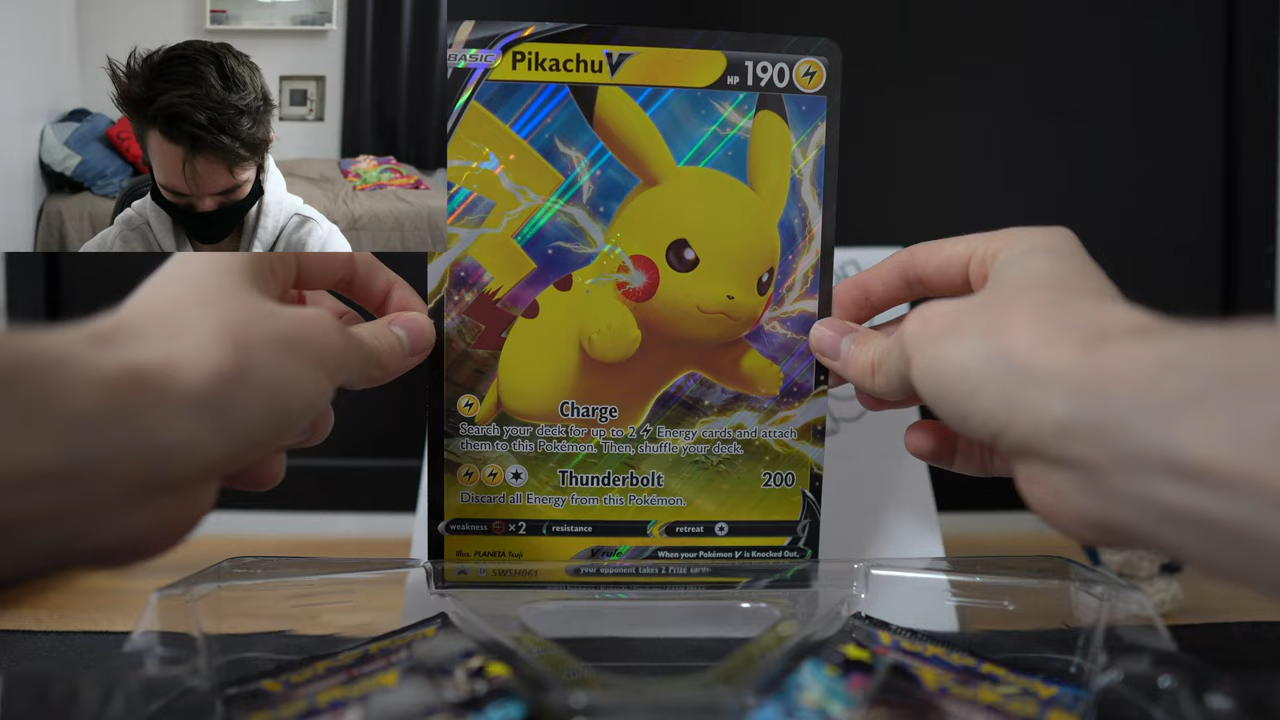 BASIC Pikachu V HP 190
Charge
Search your deck for up to 2 Energy cards and attach
them to this Pokémon. Then, shuffle your deck.
Thunderbolt 200
Discard all Energy from this Pokémon.
weakness ×2 resistance retreat
Illus. PLANETA Tsuji V rule When your Pokémon V is Knocked Out,
SWSH061 your opponent takes 2 Prize cards.